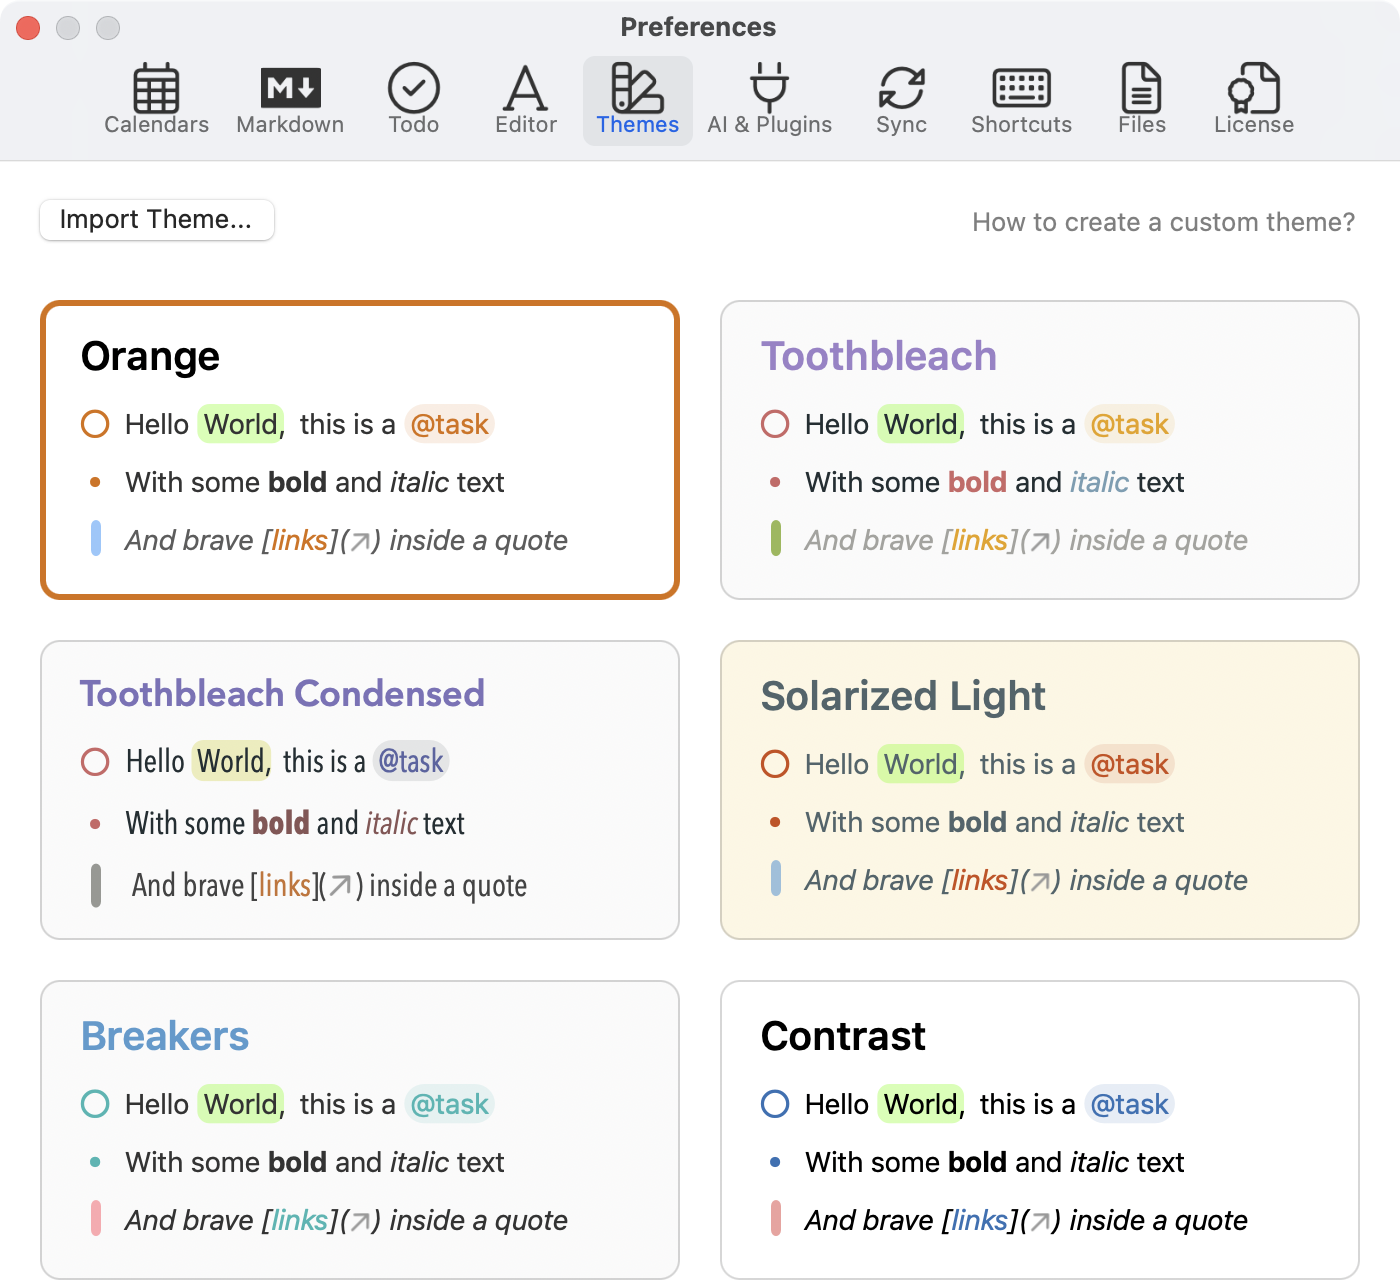 Preferences
Calendars Markdown Todo Editor Themes AI & Plugins Sync Shortcuts Files License
Import Theme...
How to create a custom theme?
Orange
Hello World, this is a @task
With some bold and italic text
And brave [links](↗) inside a quote
Toothbleach
Hello World, this is a @task
With some bold and italic text
And brave [links](↗) inside a quote
Toothbleach Condensed
Hello World, this is a @task
With some bold and italic text
And brave [links](↗) inside a quote
Solarized Light
Hello World, this is a @task
With some bold and italic text
And brave [links](↗) inside a quote
Breakers
Hello World, this is a @task
With some bold and italic text
And brave [links](↗) inside a quote
Contrast
Hello World, this is a @task
With some bold and italic text
And brave [links](↗) inside a quote